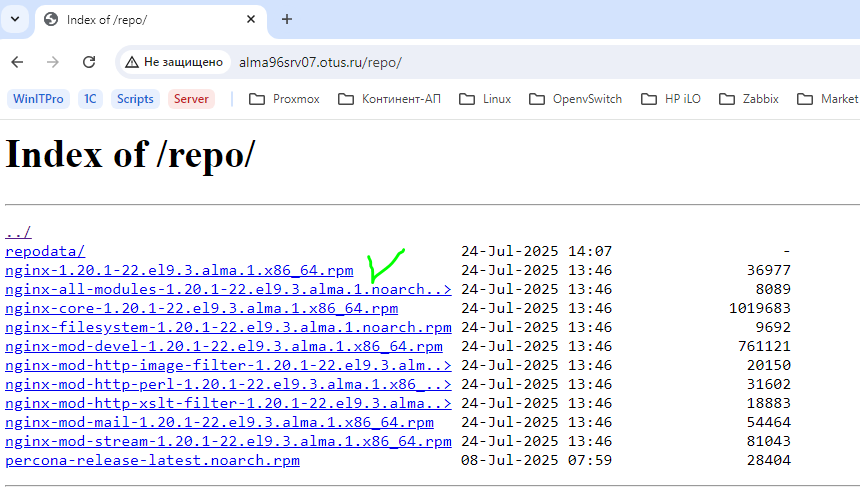 Index of /repo/
Не защищено alma96srv07.otus.ru/repo/
WinITPro 1C Scripts Server Proxmox Континент-АП Linux OpenvSwitch HP iLO Zabbix Market
Index of /repo/
../
repodata/ 24-Jul-2025 14:07 -
nginx-1.20.1-22.el9.3.alma.1.x86_64.rpm 24-Jul-2025 13:46 36977
nginx-all-modules-1.20.1-22.el9.3.alma.1.noarch..> 24-Jul-2025 13:46 8089
nginx-core-1.20.1-22.el9.3.alma.1.x86_64.rpm 24-Jul-2025 13:46 1019683
nginx-filesystem-1.20.1-22.el9.3.alma.1.noarch.rpm 24-Jul-2025 13:46 9692
nginx-mod-devel-1.20.1-22.el9.3.alma.1.x86_64.rpm 24-Jul-2025 13:46 761121
nginx-mod-http-image-filter-1.20.1-22.el9.3.alm..> 24-Jul-2025 13:46 20150
nginx-mod-http-perl-1.20.1-22.el9.3.alma.1.x86_..> 24-Jul-2025 13:46 31602
nginx-mod-http-xslt-filter-1.20.1-22.el9.3.alma..> 24-Jul-2025 13:46 18883
nginx-mod-mail-1.20.1-22.el9.3.alma.1.x86_64.rpm 24-Jul-2025 13:46 54464
nginx-mod-stream-1.20.1-22.el9.3.alma.1.x86_64.rpm 24-Jul-2025 13:46 81043
percona-release-latest.noarch.rpm 08-Jul-2025 07:59 28404